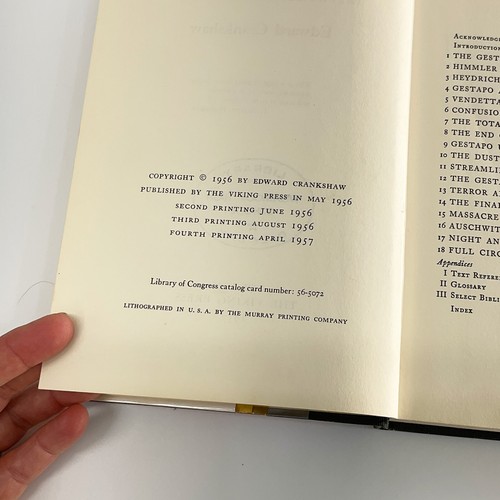 COPYRIGHT © 1956 BY EDWARD CRANKSHAW
PUBLISHED BY THE VIKING PRESS IN MAY 1956
SECOND PRINTING JUNE 1956
THIRD PRINTING AUGUST 1956
FOURTH PRINTING APRIL 1957
Library of Congress catalog card number: 56-5072
LITHOGRAPHED IN U. S. A. BY THE MURRAY PRINTING COMPANY
1 THE GEST
2 HIMMLER
3 HEYDRICH
4 GESTAPO
5 VENDETTA
6 CONFUSIO
7 THE TOTA
8 THE END
9 GESTAPO
10 THE DUST
11 STREAMLIN
12 THE GEST
13 TERROR A
14 THE FINA
15 MASSACRE
16 AUSCHWIT
17 NIGHT AN
18 FULL CIRC
Appendices
I TEXT REFERE
II GLOSSARY
III SELECT BIBLI
INDEX